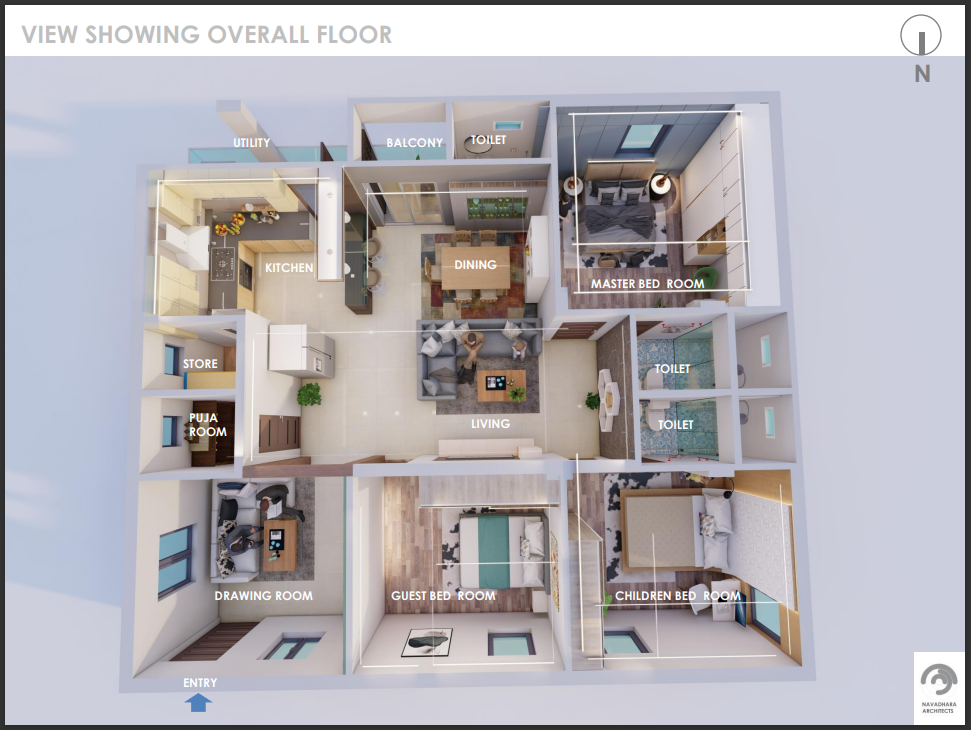 VIEW SHOWING OVERALL FLOOR
N
UTILITY
BALCONY
TOILET
KITCHEN
DINING
MASTER BED ROOM
STORE
TOILET
PUJA
ROOM
LIVING
TOILET
DRAWING ROOM
GUEST BED ROOM
CHILDREN BED ROOM
ENTRY
NAVADHARA
ARCHITECTS